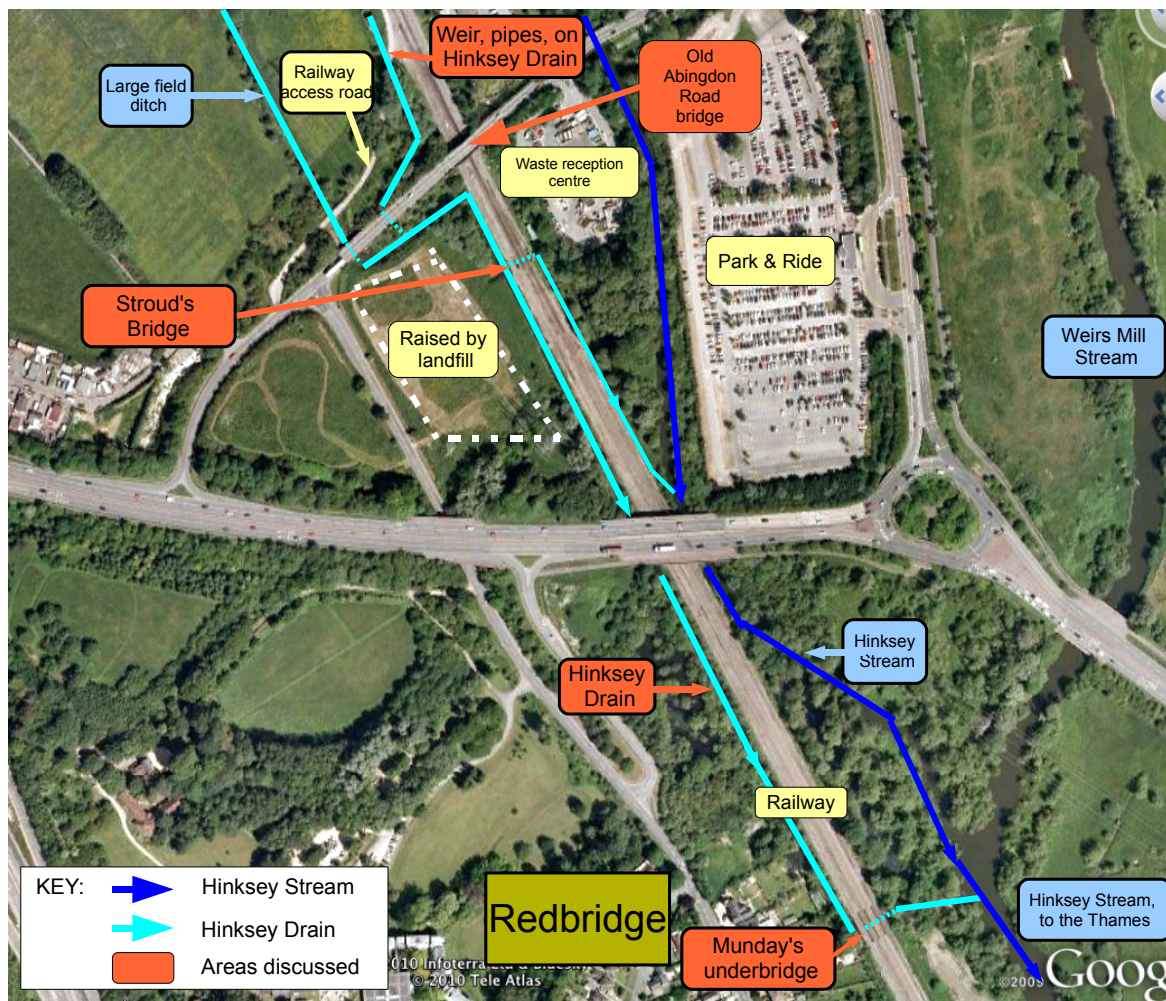 Weir, pipes, on
Hinksey Drain
Old
Abingdon
Road
bridge
Railway
access road
Large field
ditch
Waste reception
centre
Park & Ride
Stroud's
Bridge
Raised by
landfill
Weirs Mill
Stream
Hinksey
Stream
Hinksey
Drain
Railway
KEY:
Hinksey Stream
Hinksey Drain
Areas discussed
Redbridge
Munday's
underbridge
Hinksey Stream,
to the Thames
2010 Infoterra Ltd & Bluesky
© 2010 Tele Atlas
©2009 Goog